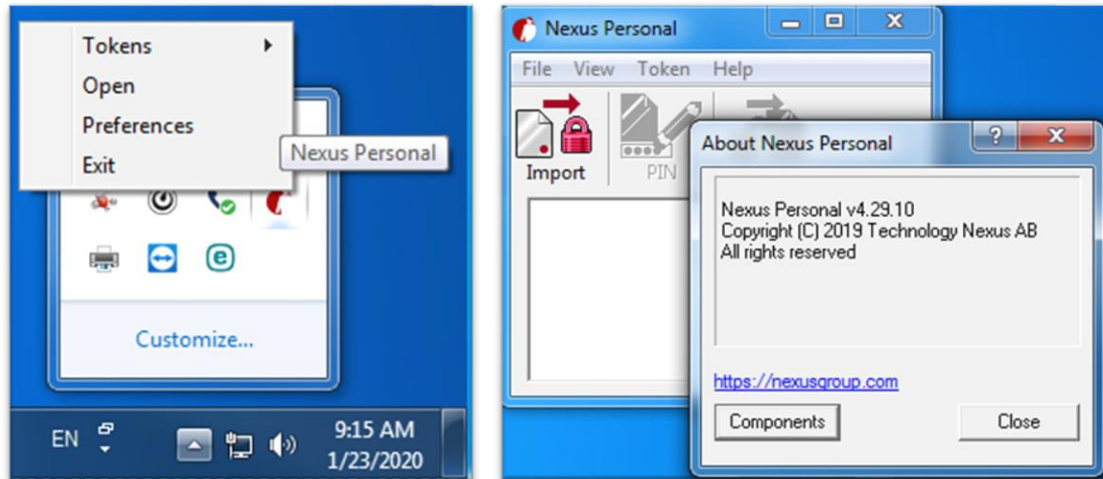 Tokens
Open
Preferences
Exit
Nexus Personal
Customize...
EN
9:15 AM
1/23/2020
Nexus Personal
File View Token Help
Import
PIN
About Nexus Personal
Nexus Personal v4.29.10
Copyright (C) 2019 Technology Nexus AB
All rights reserved
https://nexusgroup.com
Components
Close